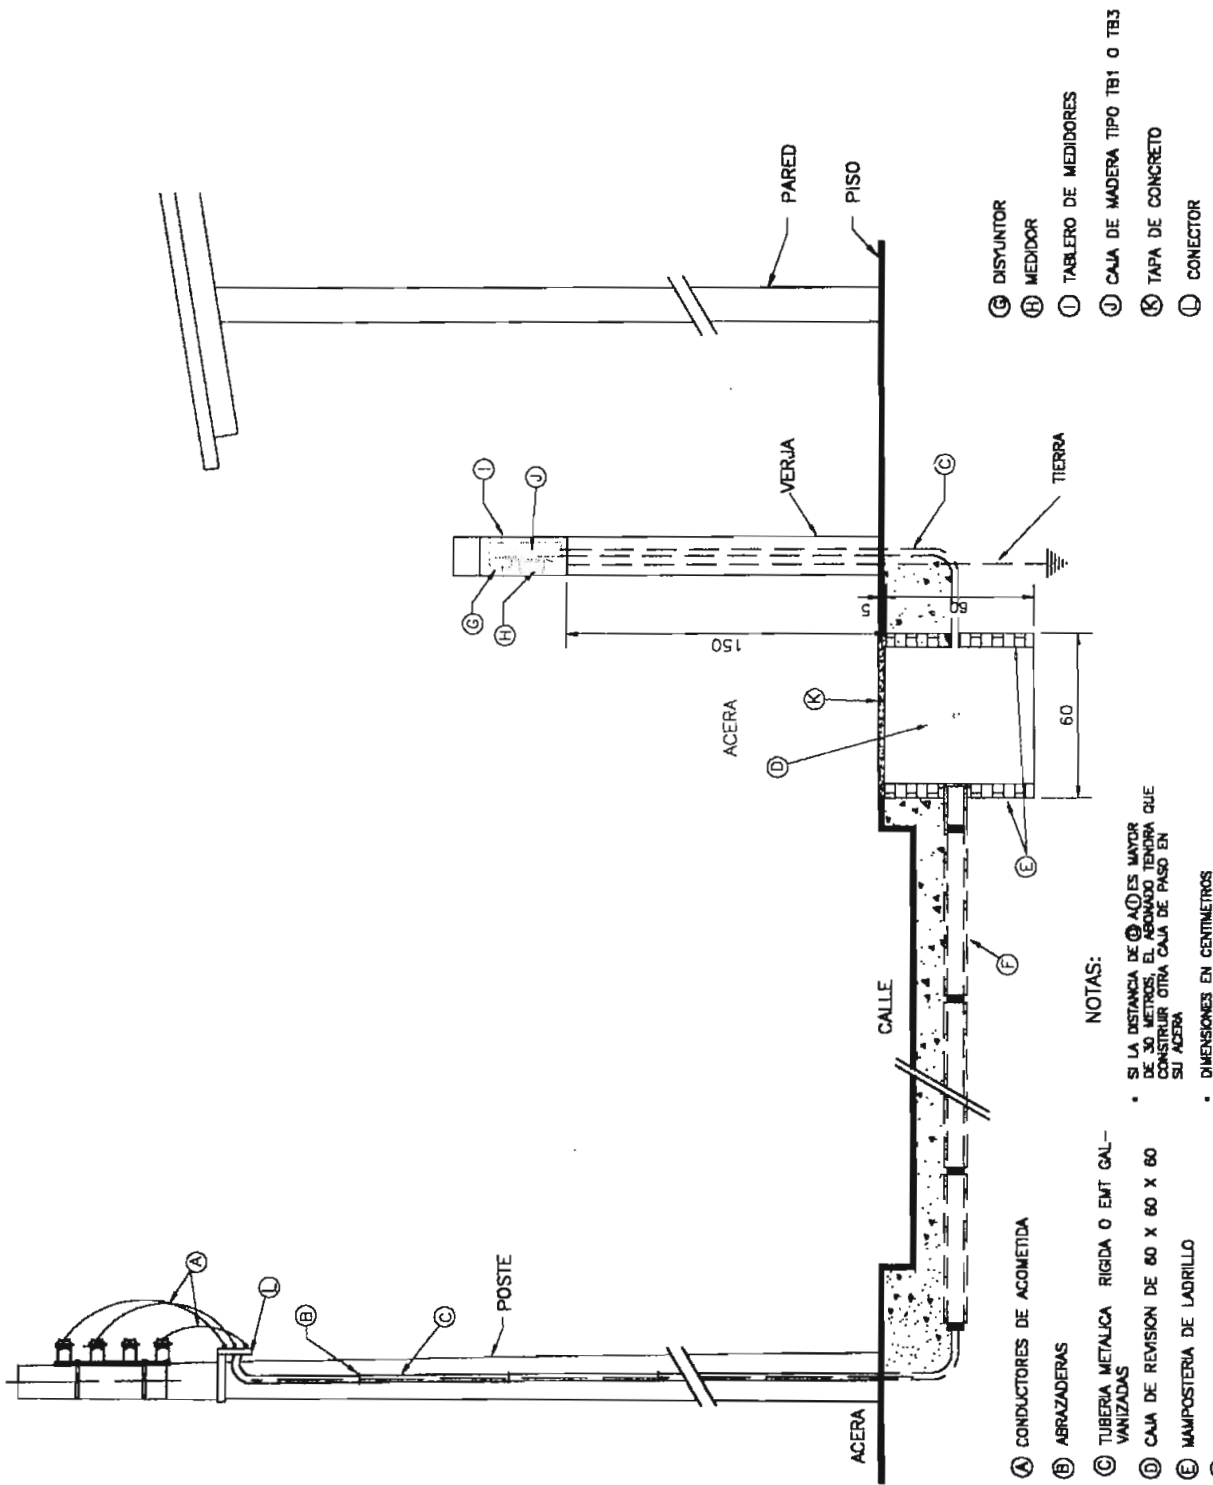 PARED
PISO
I
J
G
H
VERJA
C
TIERRA
5
60
150
K
ACERA
D
60
E
CALLE
F
A
L
B
C
POSTE
ACERA
A CONDUCTORES DE ACOMETIDA
B ABRAZADERAS
C TUBERIA METALICA RIGIDA O EMT GAL-
VANIZADAS
D CAJA DE REVISION DE 60 X 60 X 60
E MAMPOSTERIA DE LADRILLO
NOTAS:
• SI LA DISTANCIA DE D A I ES MAYOR
DE 30 METROS, EL ABONADO TENDRA QUE
CONSTRUIR OTRA CAJA DE PASO EN
SU ACERA
• DIMENSIONES EN CENTIMETROS
G DISYUNTOR
H MEDIDOR
I TABLERO DE MEDIDORES
J CAJA DE MADERA TIPO TB1 O TB3
K TAPA DE CONCRETO
L CONECTOR